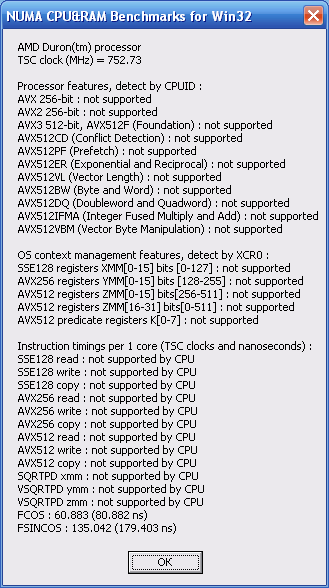 NUMA CPU&RAM Benchmarks for Win32
AMD Duron(tm) processor
TSC clock (MHz) = 752.73
Processor features, detect by CPUID :
AVX 256-bit : not supported
AVX2 256-bit : not supported
AVX3 512-bit, AVX512F (Foundation) : not supported
AVX512CD (Conflict Detection) : not supported
AVX512PF (Prefetch) : not supported
AVX512ER (Exponential and Reciprocal) : not supported
AVX512VL (Vector Length) : not supported
AVX512BW (Byte and Word) : not supported
AVX512DQ (Doubleword and Quadword) : not supported
AVX512IFMA (Integer Fused Multiply and Add) : not supported
AVX512VBM (Vector Byte Manipulation) : not supported
OS context management features, detect by XCR0 :
SSE128 registers XMM[0-15] bits [0-127] : not supported
AVX256 registers YMM[0-15] bits [128-255] : not supported
AVX512 registers ZMM[0-15] bits[256-511] : not supported
AVX512 registers ZMM[16-31] bits[0-511] : not supported
AVX512 predicate registers K[0-7] : not supported
Instruction timings per 1 core (TSC clocks and nanoseconds) :
SSE128 read : not supported by CPU
SSE128 write : not supported by CPU
SSE128 copy : not supported by CPU
AVX256 read : not supported by CPU
AVX256 write : not supported by CPU
AVX256 copy : not supported by CPU
AVX512 read : not supported by CPU
AVX512 write : not supported by CPU
AVX512 copy : not supported by CPU
SQRTPD xmm : not supported by CPU
VSQRTPD ymm : not supported by CPU
VSQRTPD zmm : not supported by CPU
FCOS : 60.883 (80.882 ns)
FSINCOS : 135.042 (179.403 ns)
OK